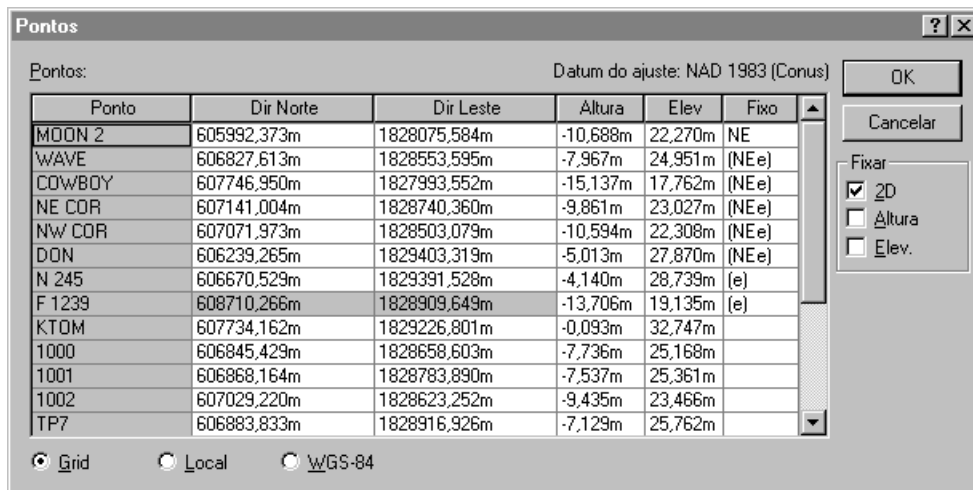 Pontos
Pontos: Datum do ajuste: NAD 1983 (Conus)
OK
Cancelar
Fixar
2D
Altura
Elev.
Ponto Dir Norte Dir Leste Altura Elev Fixo
MOON 2 605992,373m 1828075,584m -10,688m 22,270m NE
WAVE 606827,613m 1828553,595m -7,967m 24,951m (NEe)
COWBOY 607746,950m 1827993,552m -15,137m 17,762m (NEe)
NE COR 607141,004m 1828740,360m -9,861m 23,027m (NEe)
NW COR 607071,973m 1828503,079m -10,594m 22,308m (NEe)
DON 606239,265m 1829403,319m -5,013m 27,870m (NEe)
N 245 606670,529m 1829391,528m -4,140m 28,739m (e)
F 1239 608710,266m 1828909,649m -13,706m 19,135m (e)
KTOM 607734,162m 1829226,801m -0,093m 32,747m
1000 606845,429m 1828658,603m -7,736m 25,168m
1001 606868,164m 1828783,890m -7,537m 25,361m
1002 607029,220m 1828623,252m -9,435m 23,466m
TP7 606883,833m 1828916,926m -7,129m 25,762m
Grid Local WGS-84